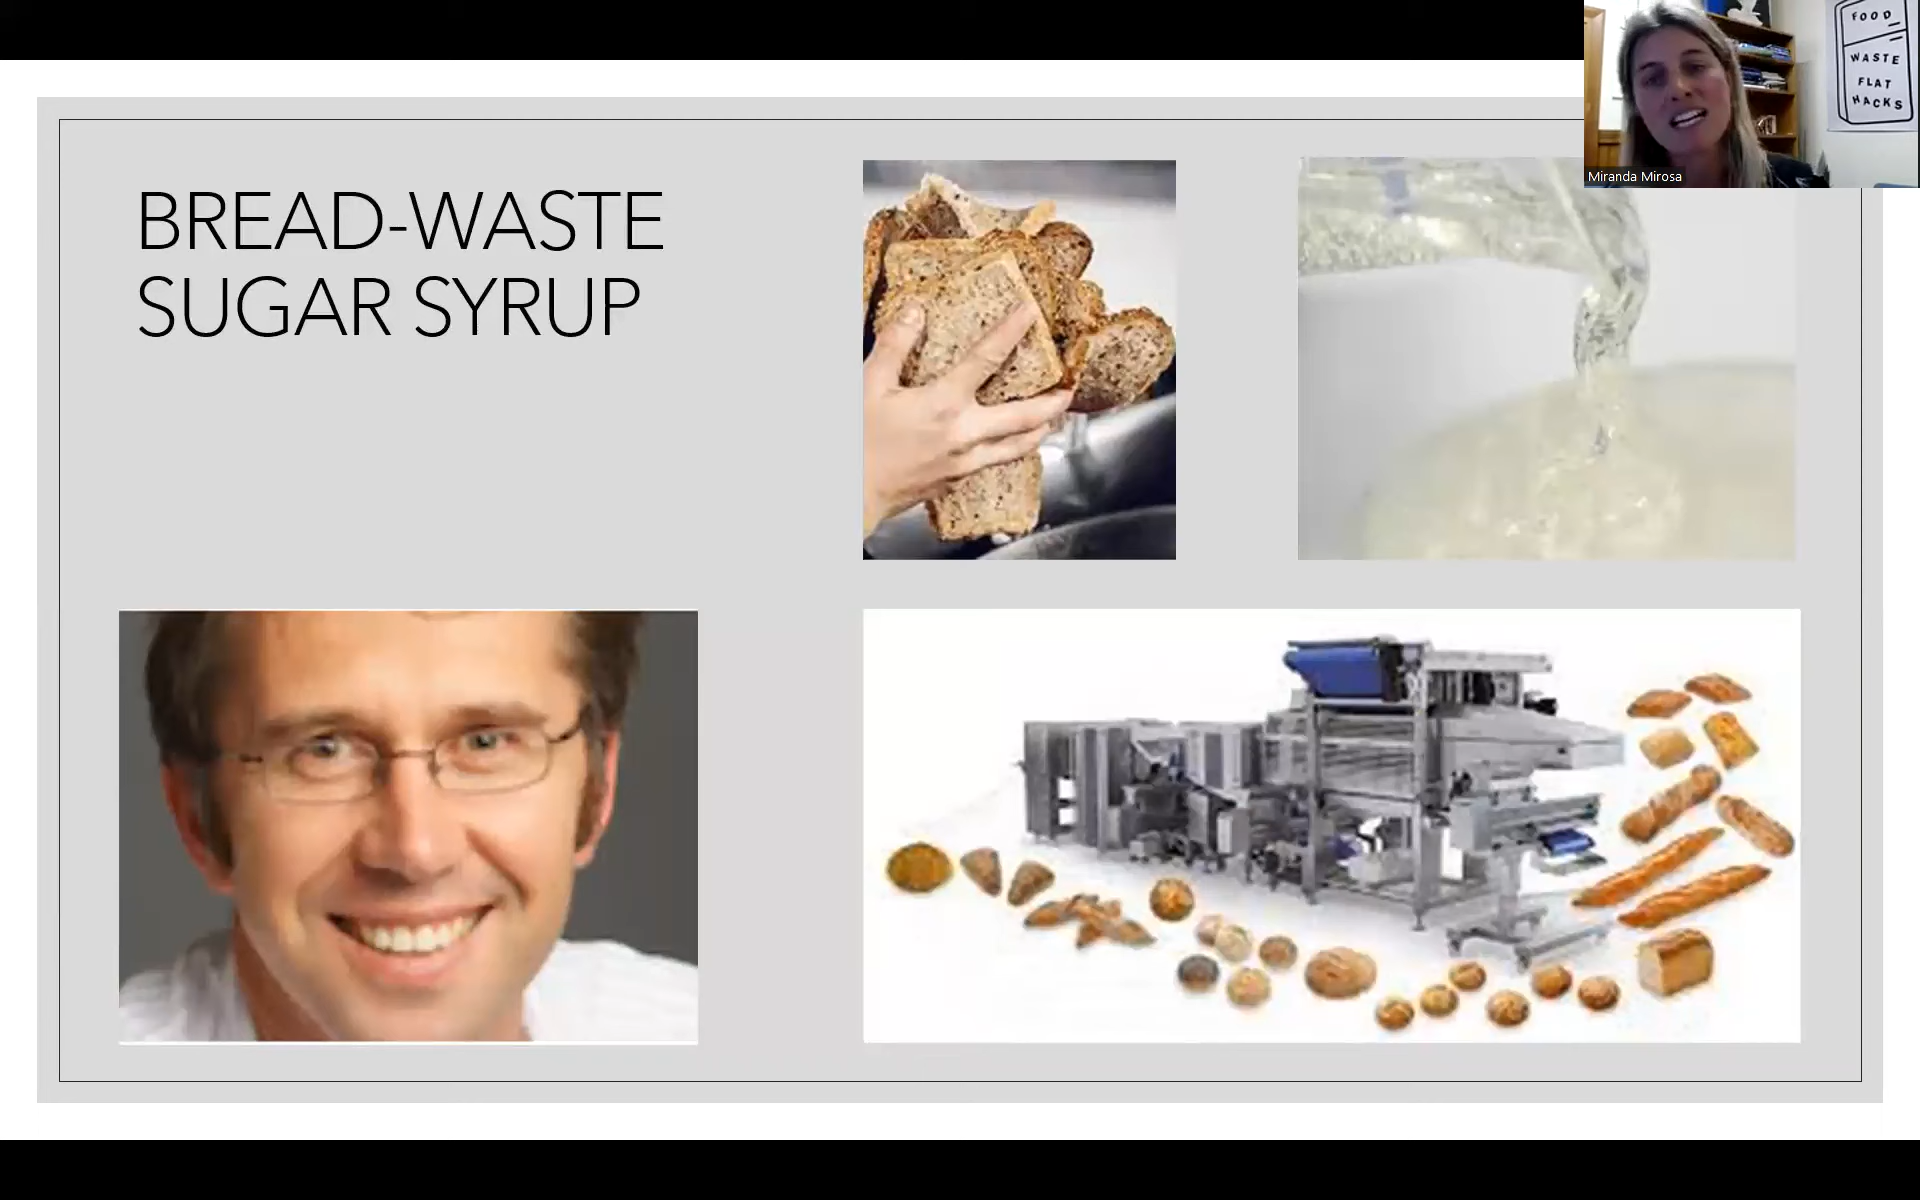 BREAD-WASTE
SUGAR SYRUP
FOOD
WASTE
FLAT
HACKS
Miranda Mirosa